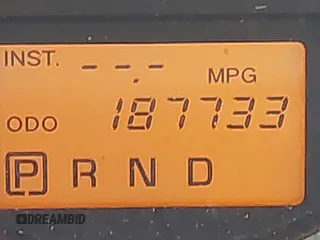 INST. --.- MPG
ODO 187733
P R N D
DREAMBID